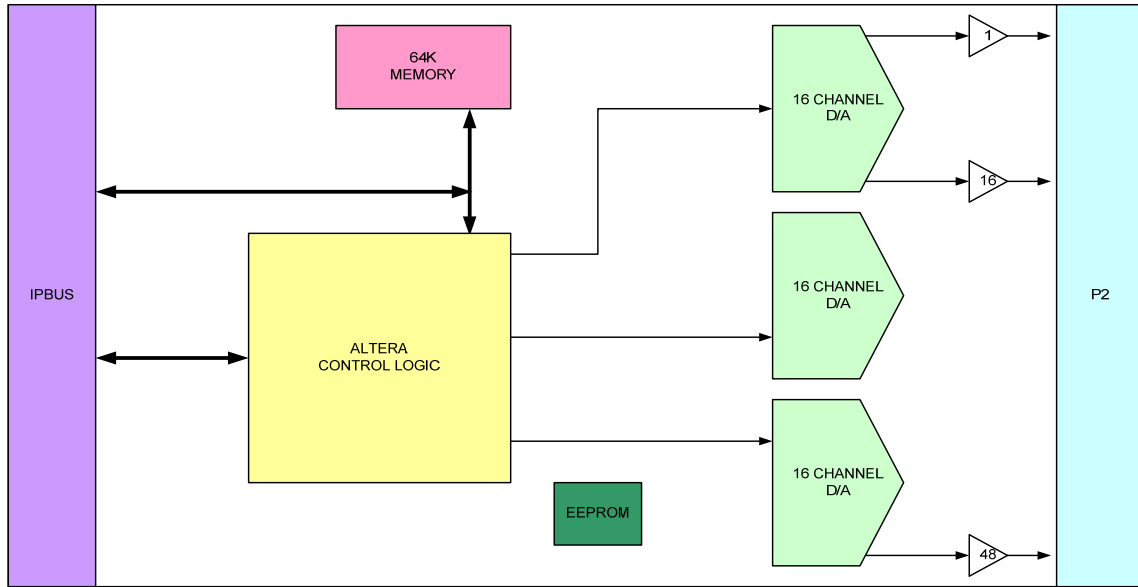 1
64K
MEMORY
16 CHANNEL
D/A
16
IPBUS
16 CHANNEL
D/A
P2
ALTERA
CONTROL LOGIC
16 CHANNEL
D/A
EEPROM
48